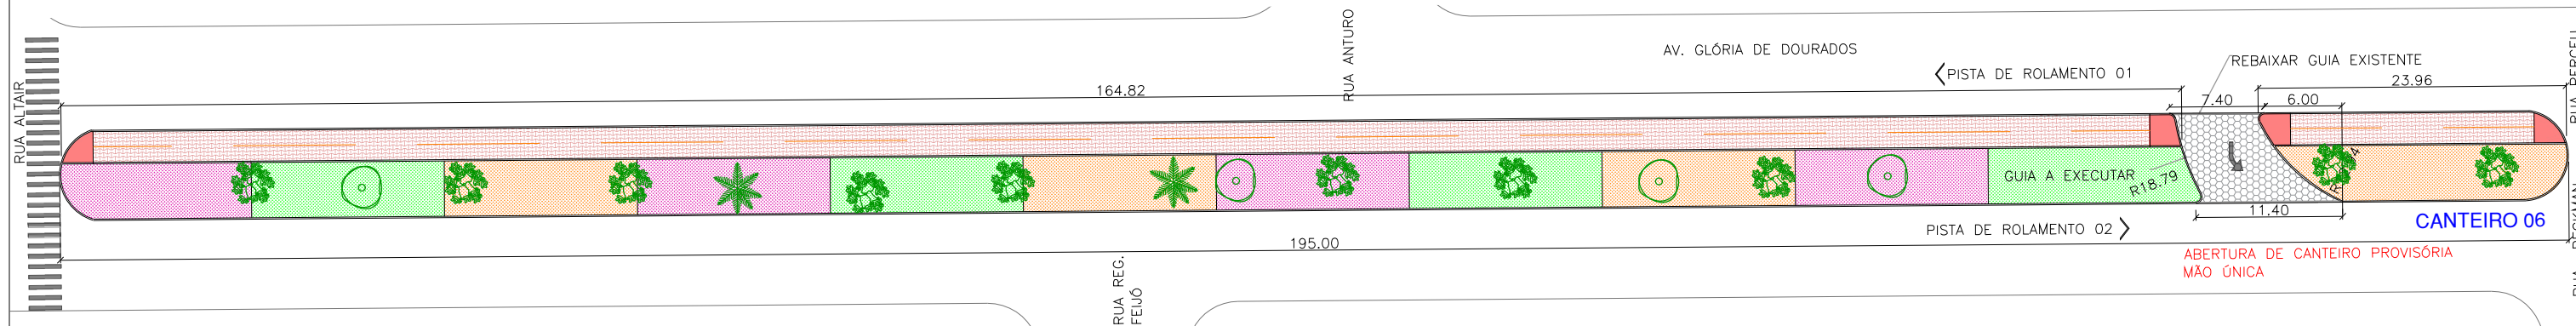 RUA ALTAIR
164.82
RUA ANTURO
AV. GLÓRIA DE DOURADOS
PISTA DE ROLAMENTO 01
REBAIXAR GUIA EXISTENTE
23.96
7.40
6.00
GUIA A EXECUTAR
R18.79
11.40
CANTEIRO 06
PISTA DE ROLAMENTO 02
195.00
ABERTURA DE CANTEIRO PROVISÓRIA
MÃO ÚNICA
RUA REG.
FEIJÓ
RUA